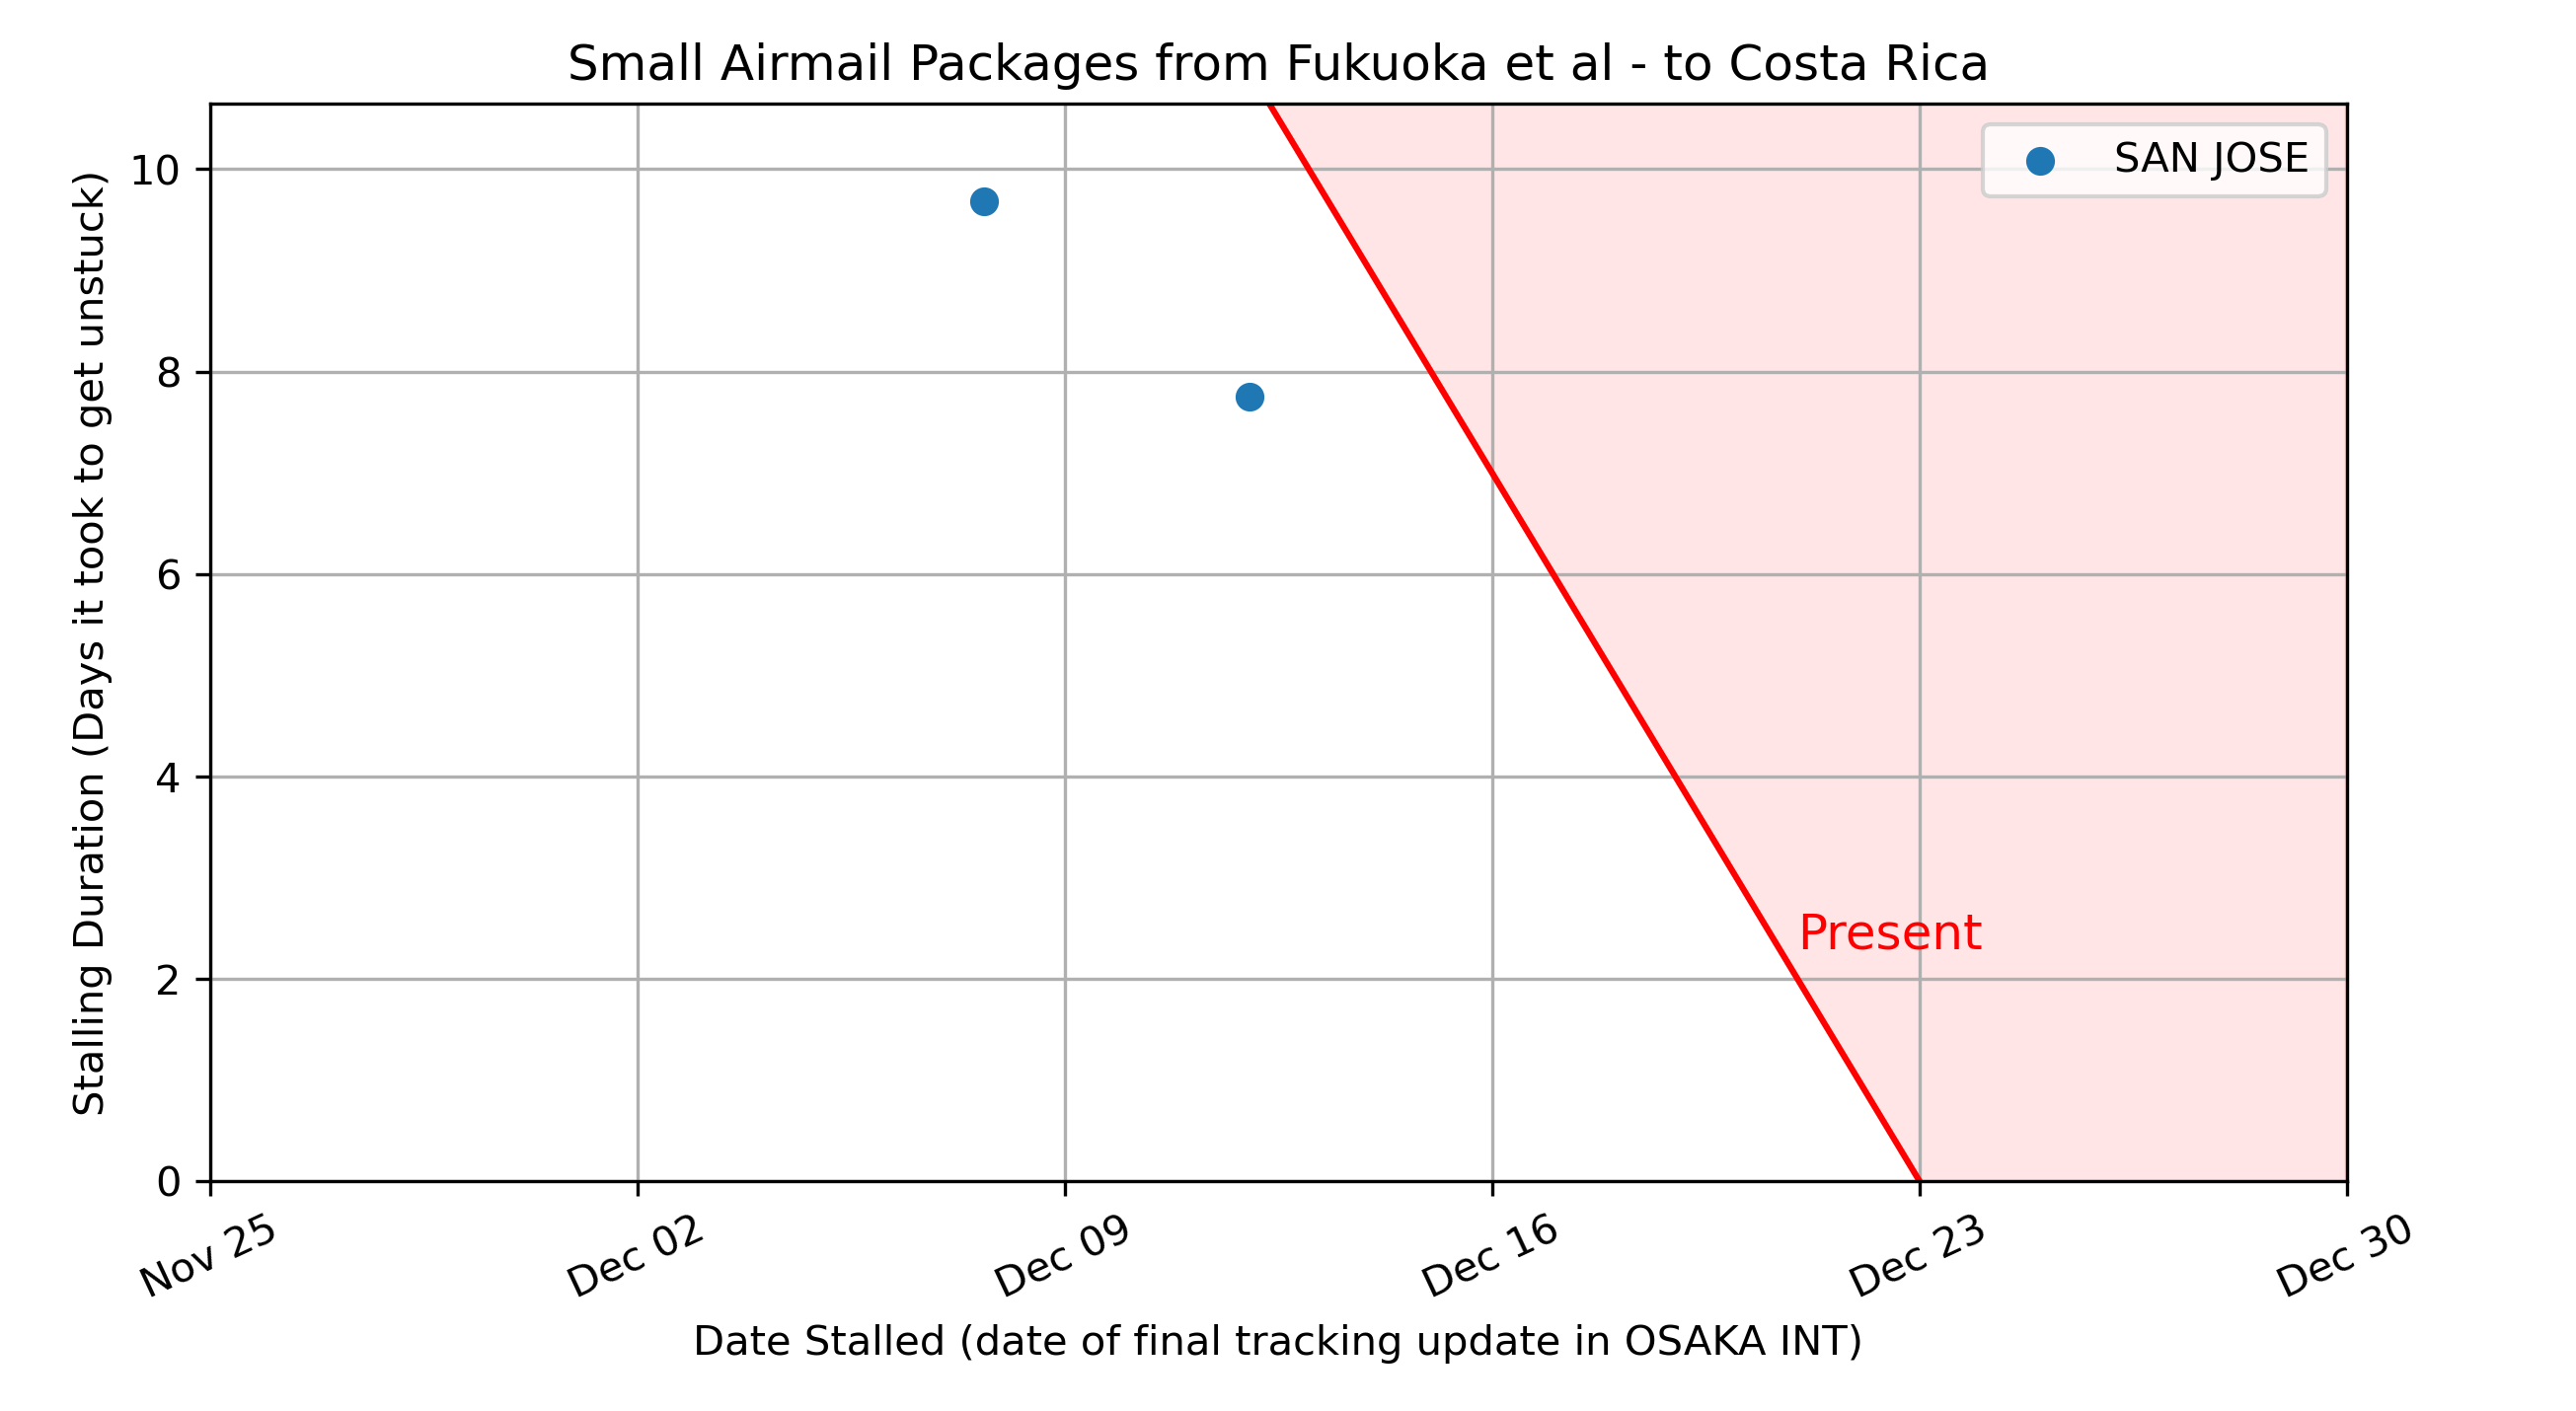 Small Airmail Packages from Fukuoka et al - to Costa Rica
SAN JOSE
Stalling Duration (Days it took to get unstuck)
10
8
6
4
2
0
Present
Nov 25
Dec 02
Dec 09
Dec 16
Dec 23
Dec 30
Date Stalled (date of final tracking update in OSAKA INT)